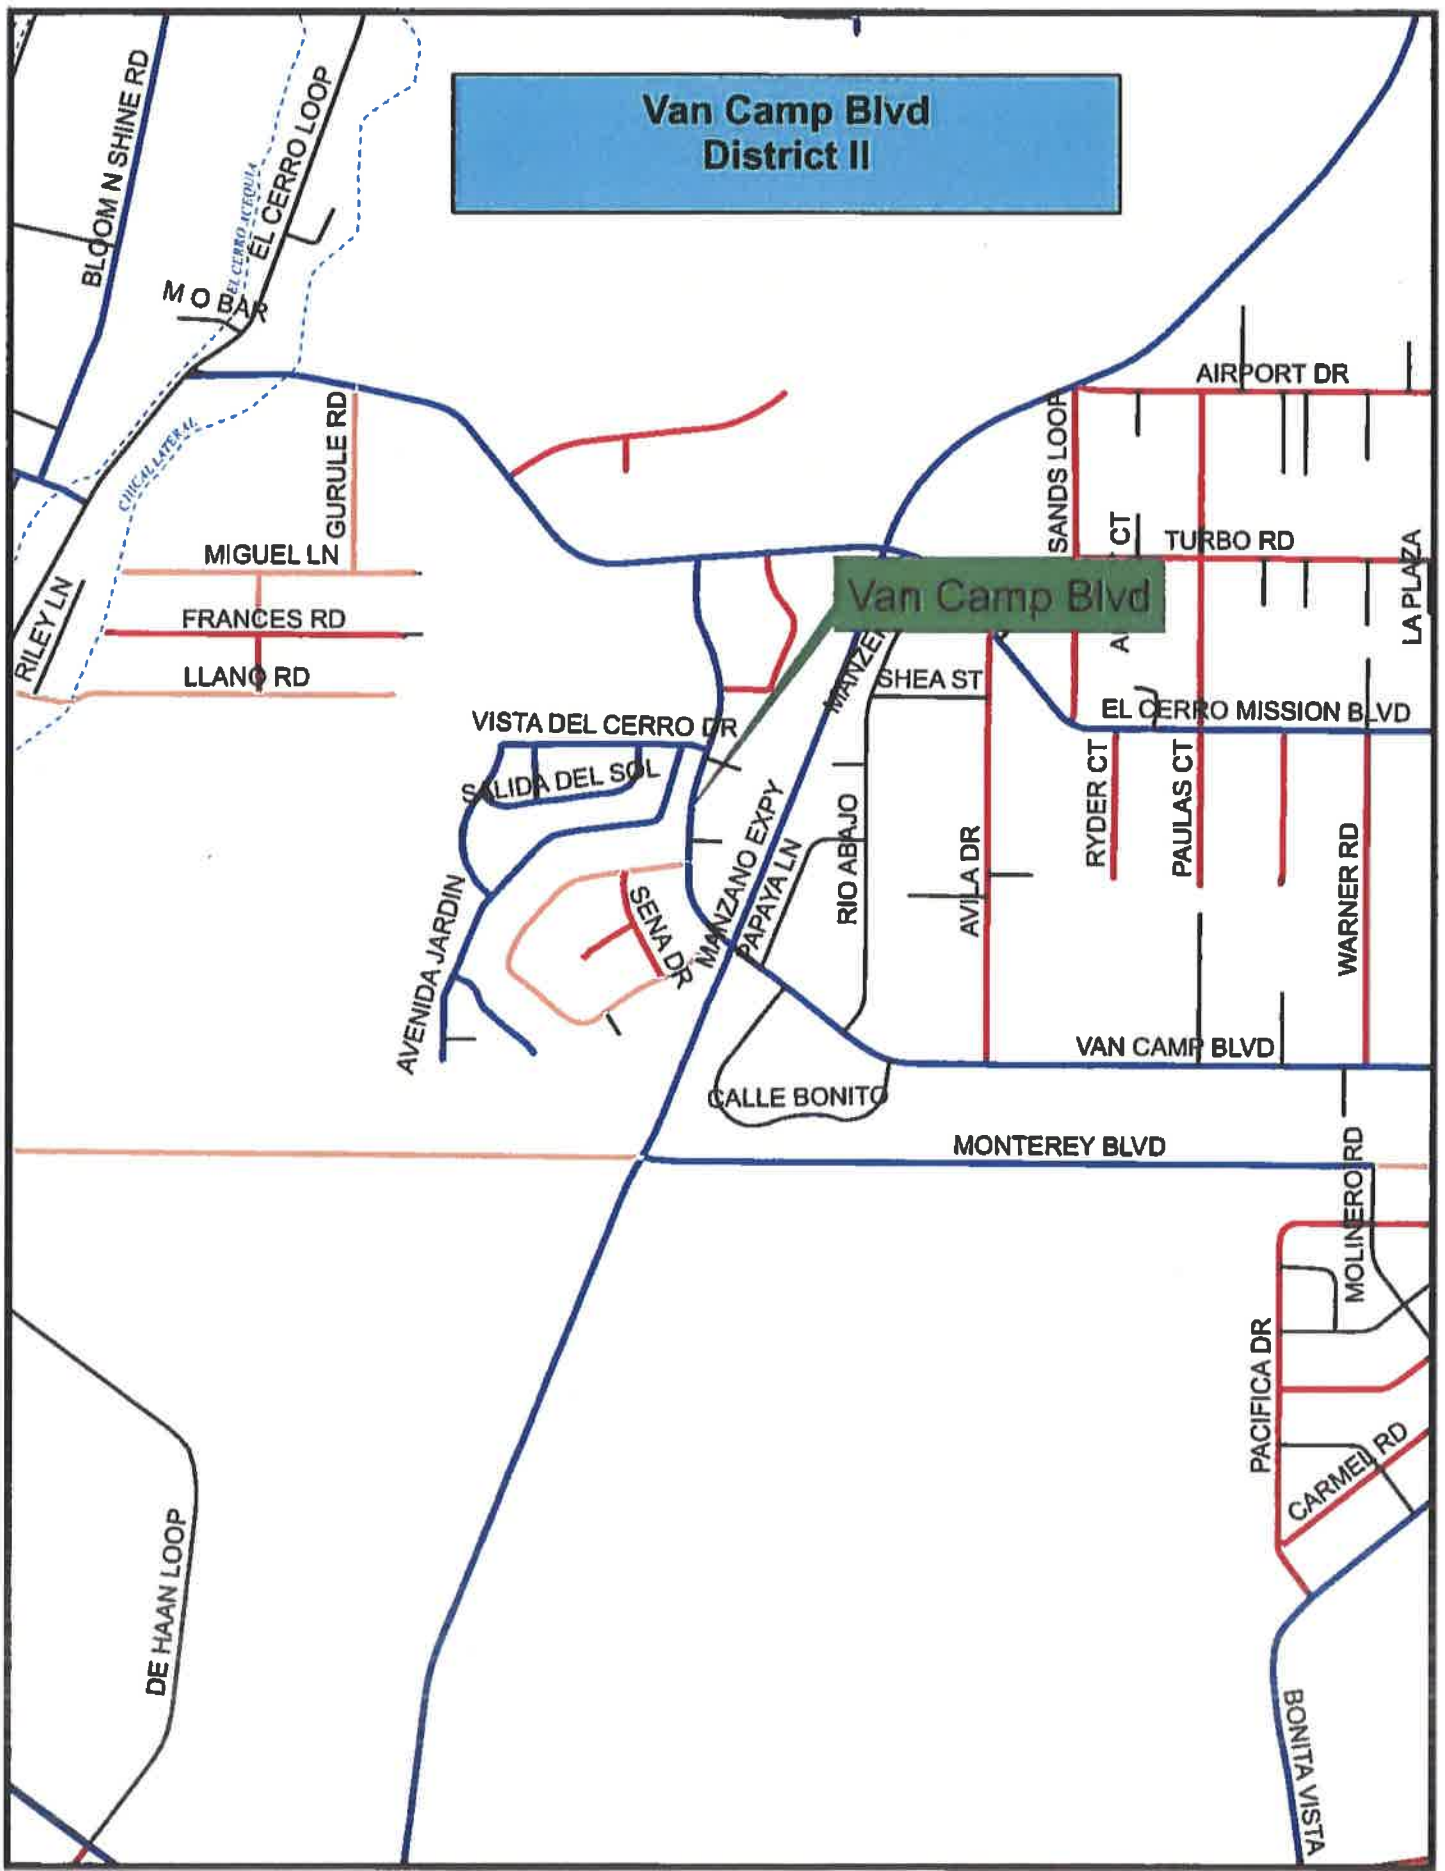 Van Camp Blvd
District II
BLOOM N SHINE RD
EL CERRO ACEQUIA
EL CERRO LOOP
M O BAR
AIRPORT DR
CHICAL LATERAL
GURULE RD
SANDS LOOP
CT
TURBO RD
LA PLAZA
MIGUEL LN
Van Camp Blvd
RILEY LN
FRANCES RD
LLANO RD
SHEA ST
VISTA DEL CERRO DR
EL CERRO MISSION BLVD
SALIDA DEL SOL
RYDER CT
PAULAS CT
MANZANO EXPY
PAPAYA LN
RIO ABAJO
AVILA DR
WARNER RD
AVENIDA JARDIN
SENA DR
VAN CAMP BLVD
CALLE BONITO
MONTEREY BLVD
MOLINERO RD
PACIFICA DR
CARMEL RD
DE HAAN LOOP
BONITA VISTA